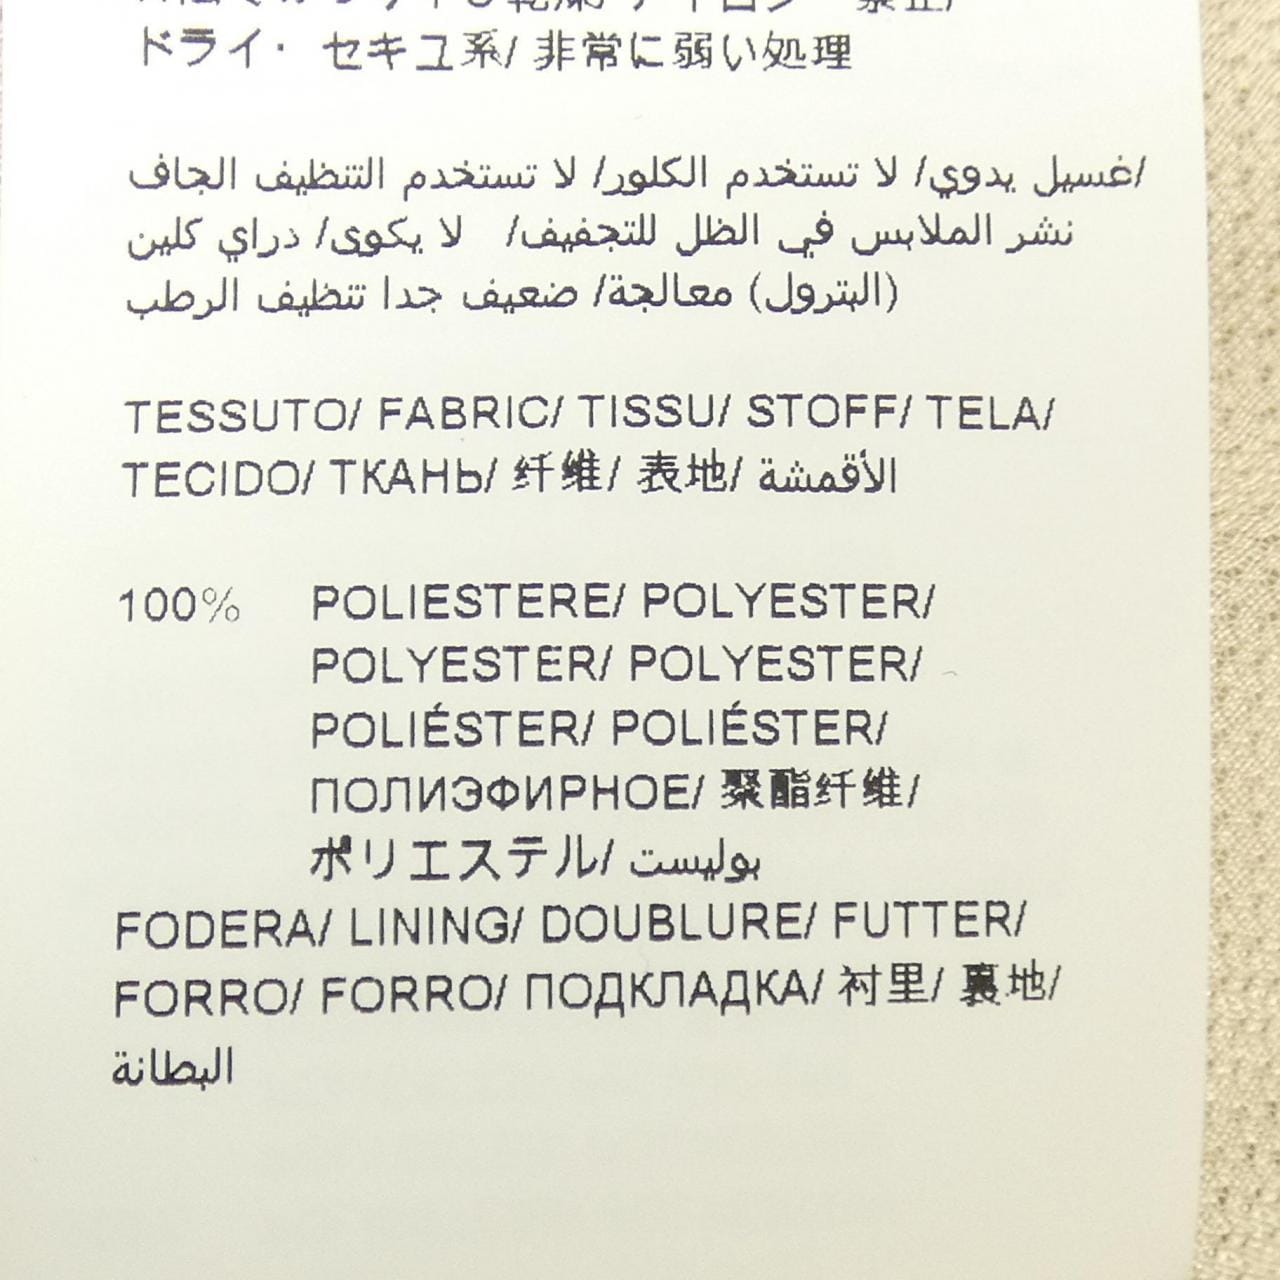 ドライ・ セキユ系/ 非常に弱い処理
غسيل يدوي/ لا تستخدم الكلور/ لا تستخدم التنظيف الجاف/
نشر الملابس في الظل للتجفيف/ لا يكوى/ دراي كلين
(البترول) معالجة/ ضعيف جدا تنظيف الرطب
TESSUTO/ FABRIC/ TISSU/ STOFF/ TELA/
TECIDO/ ТКАНЬ/ 纤维/ 表地/ الأقمشة
100% POLIESTERE/ POLYESTER/
POLYESTER/ POLYESTER/
POLIÉSTER/ POLIÉSTER/
ПОЛИЭФИРНОЕ/ 聚酯纤维/
ポリエステル/ بوليست
FODERA/ LINING/ DOUBLURE/ FUTTER/
FORRO/ FORRO/ ПОДКЛАДКА/ 衬里/ 裏地/
البطانة